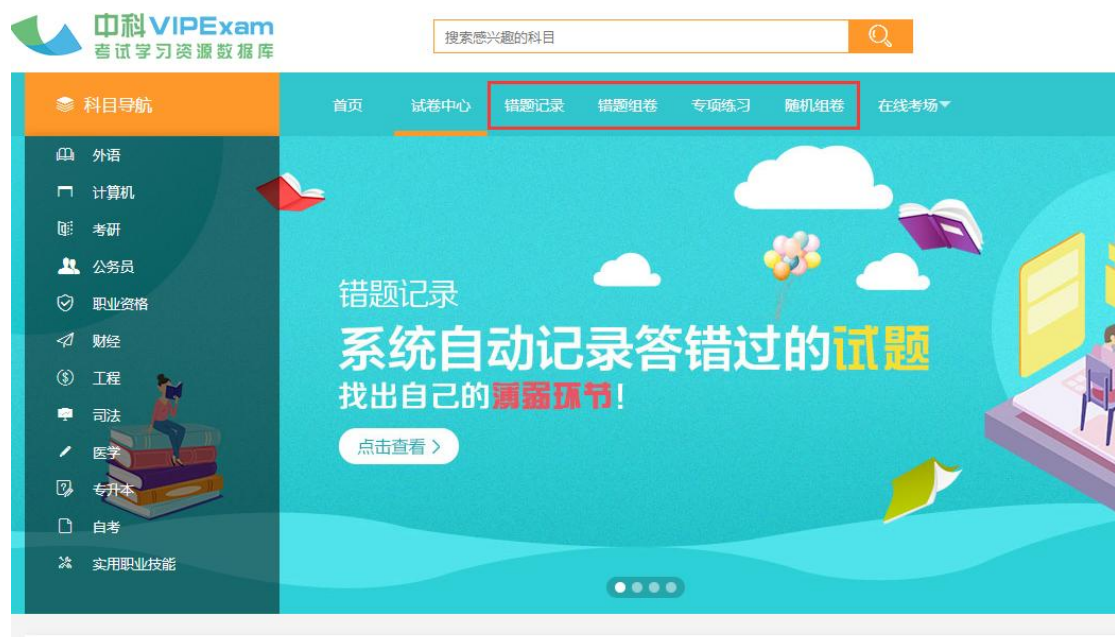 中科VIPExam
考试学习资源数据库
搜索感兴趣的科目
科目导航
首页 试卷中心 错题记录 错题组卷 专项练习 随机组卷 在线考场
外语
计算机
考研
公务员
职业资格
财经
工程
司法
医学
专升本
自考
实用职业技能
错题记录
系统自动记录答错过的试题
找出自己的薄弱环节！
点击查看 >